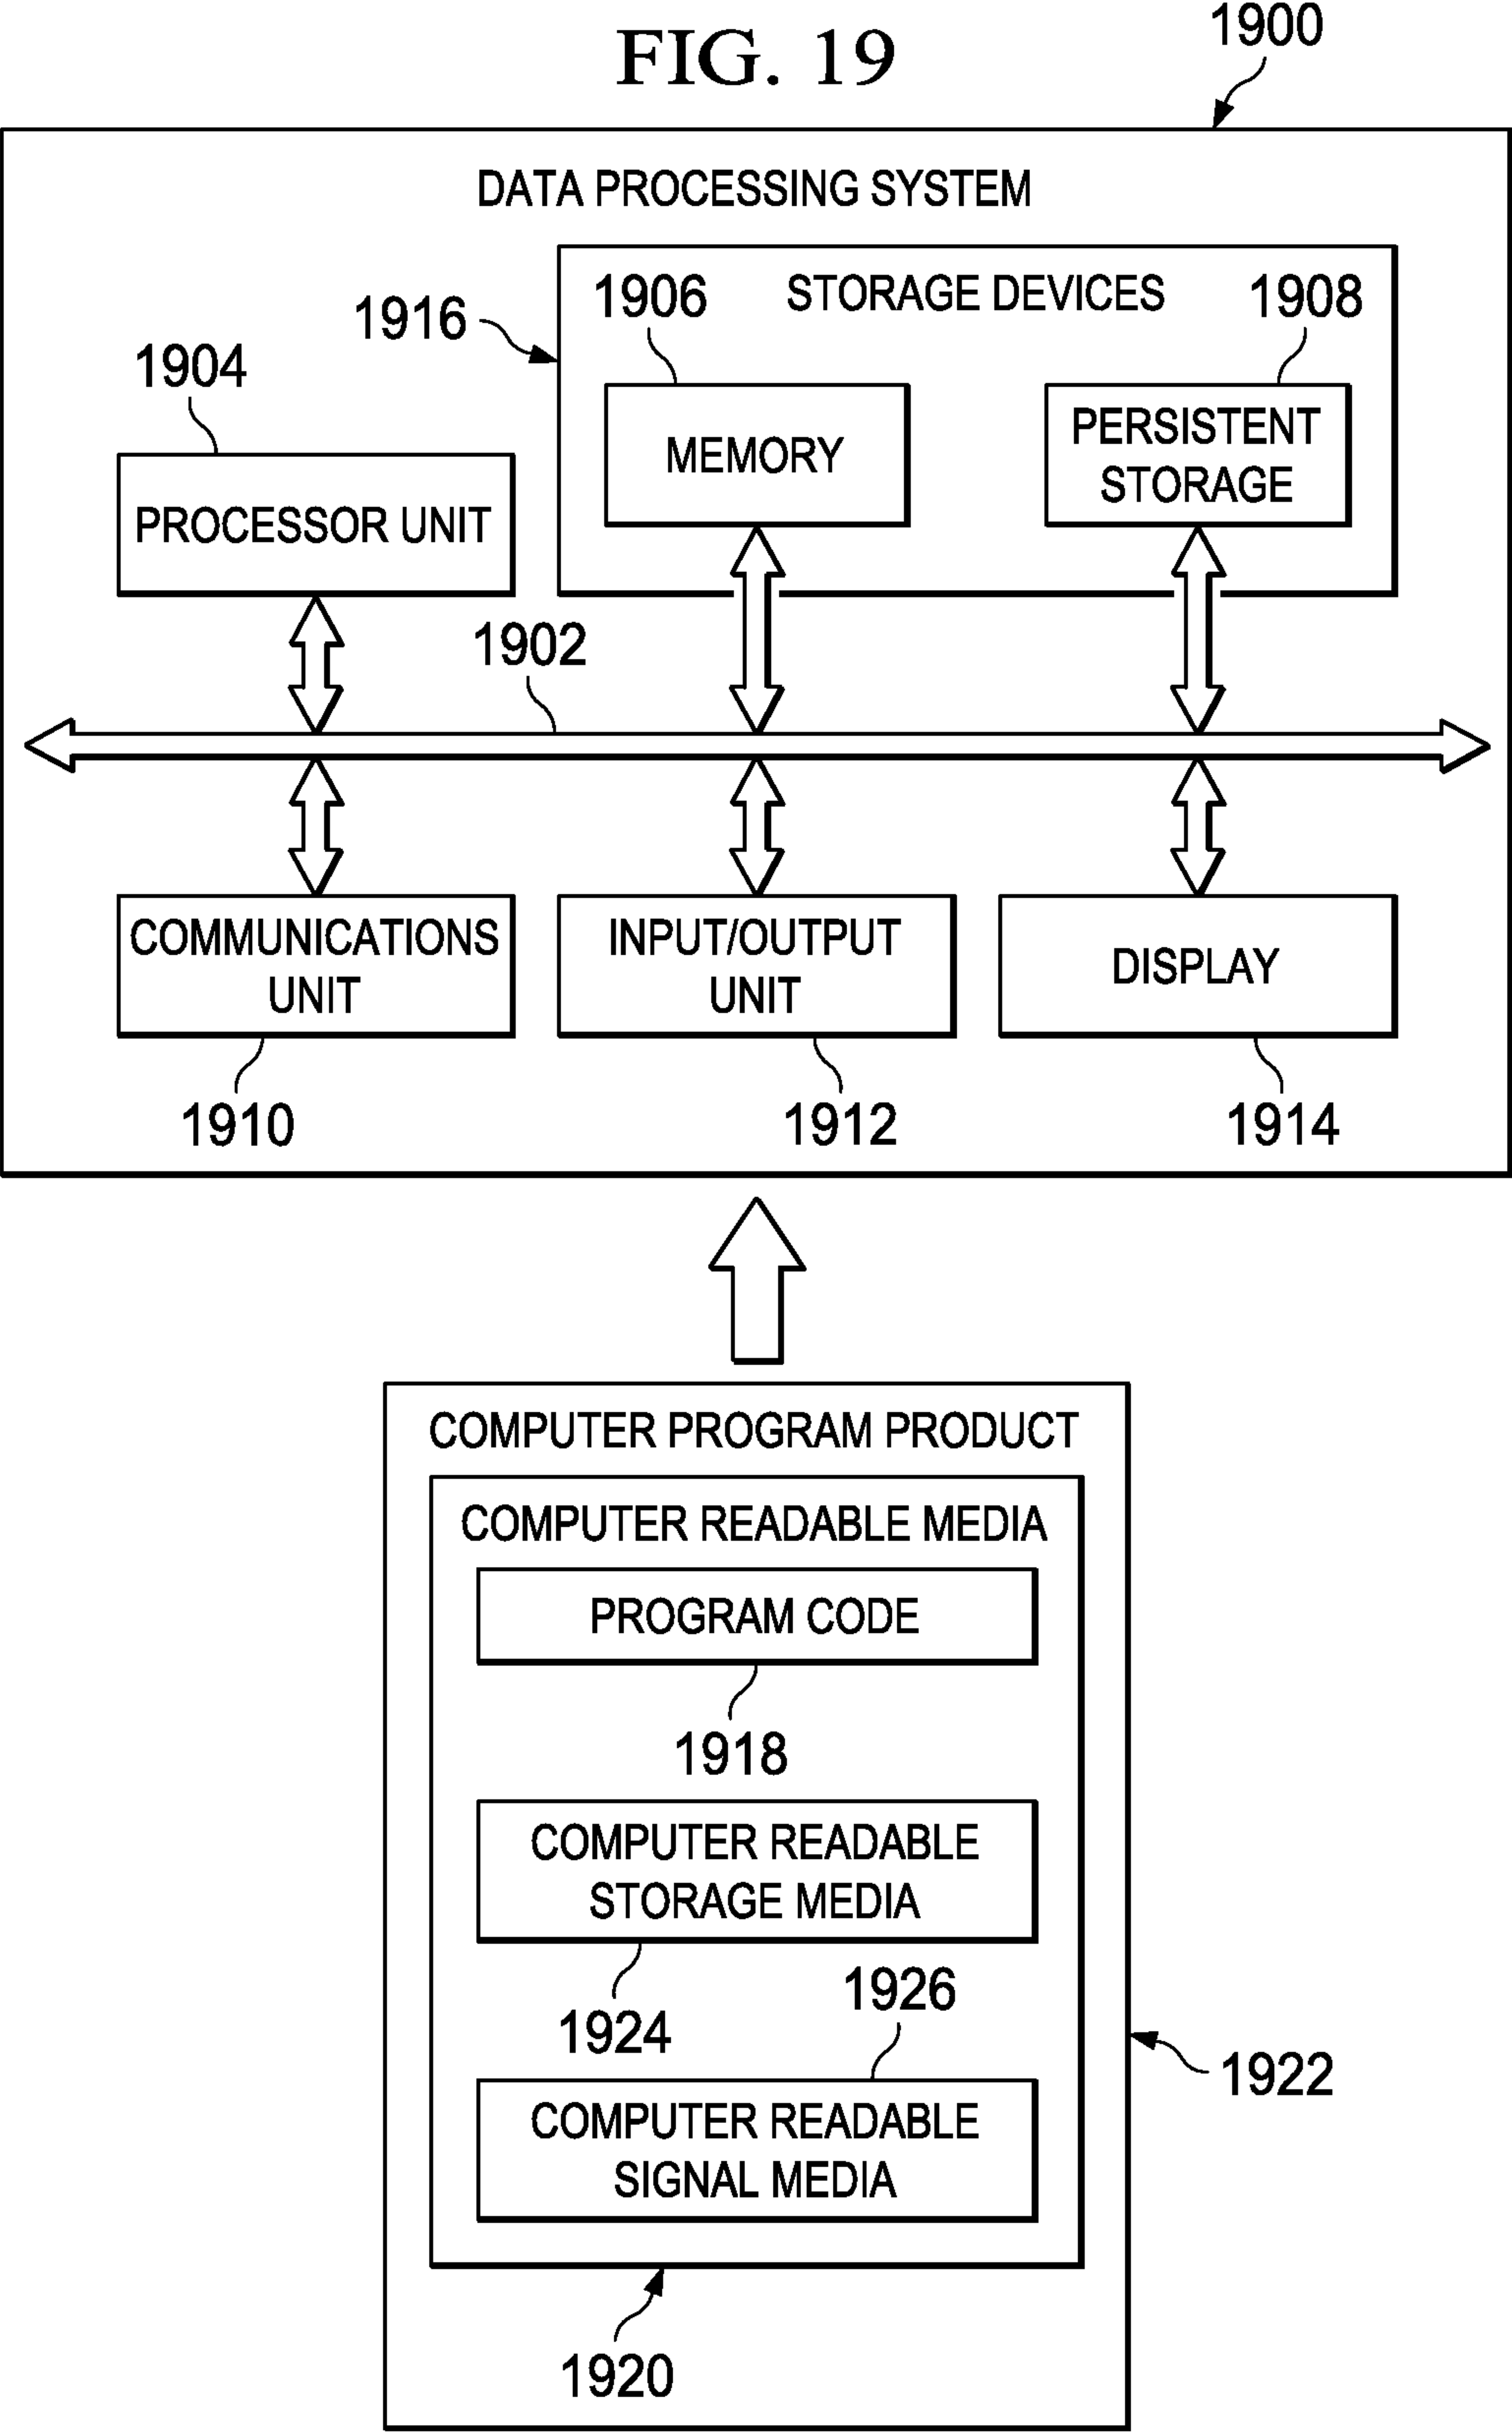 FIG. 19
1900
DATA PROCESSING SYSTEM
1916
1906
STORAGE DEVICES
1908
1904
MEMORY
PERSISTENT
STORAGE
PROCESSOR UNIT
1902
COMMUNICATIONS
UNIT
INPUT/OUTPUT
UNIT
DISPLAY
1910
1912
1914
COMPUTER PROGRAM PRODUCT
COMPUTER READABLE MEDIA
PROGRAM CODE
1918
COMPUTER READABLE
STORAGE MEDIA
1924
1926
COMPUTER READABLE
SIGNAL MEDIA
1922
1920